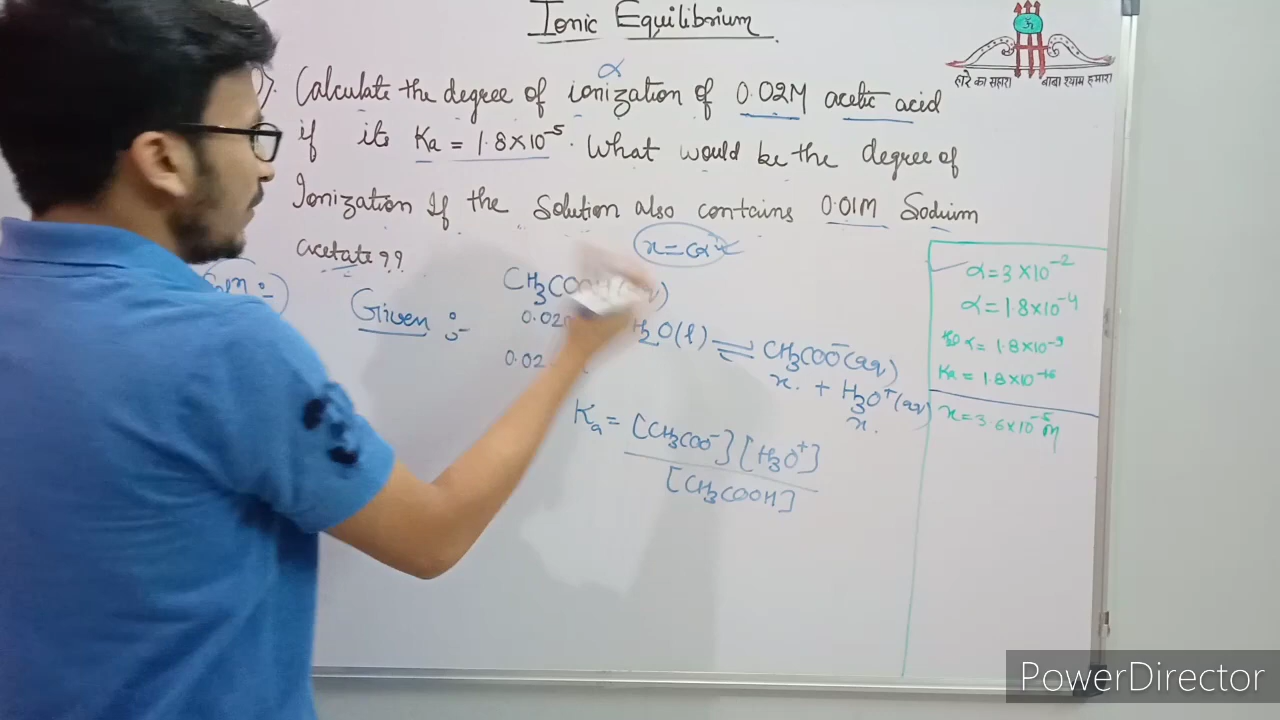 Ionic Equilibrium
ॐ
हारे का सहारा बाबा श्याम हमारा
α
Calculate the degree of ionization of 0.02M acetic acid
if its Ka = 1.8×10⁻⁵. What would be the degree of
Ionization If the Solution also contains 0.01M Sodium
acetate??
x=cα
Given :-
CH₃COOH
0.02
H₂O(l) ⇌ CH₃COO⁻(aq)
+ H₃O⁺(aq)
x. x.
0.02
Ka = [CH₃COO⁻][H₃O⁺]
[CH₃COOH]
α=3×10⁻²
α=1.8×10⁻⁴
α=1.8×10⁻³
Ka=1.8×10
x=3.6×10⁻⁵ M
PowerDirector